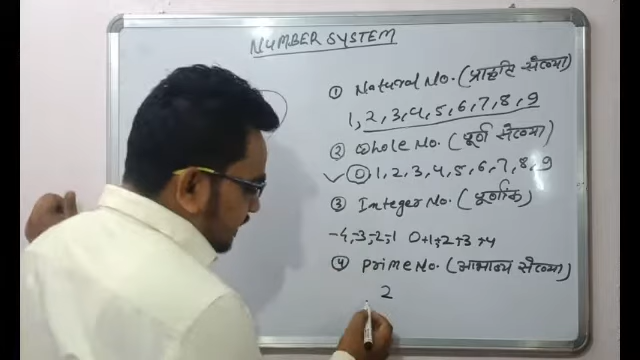 NUMBER SYSTEM
① Natural No. (प्राकृति संख्या)
1, 2, 3, 4, 5, 6, 7, 8, 9
② Whole No. (पूर्ण संख्या)
0 1, 2, 3, 4, 5, 6, 7, 8, 9
③ Integer No. (पूर्णांक)
-4, -3, -2, -1 0 +1, +2, +3, +4
④ Prime No. (अभाज्य संख्या)
2